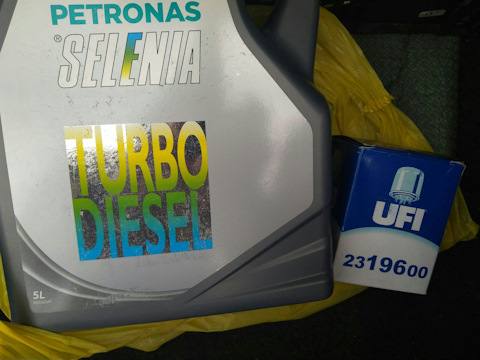 PETRONAS
® SELENIA
TURBO
DIESEL
5L
UFI
2319600